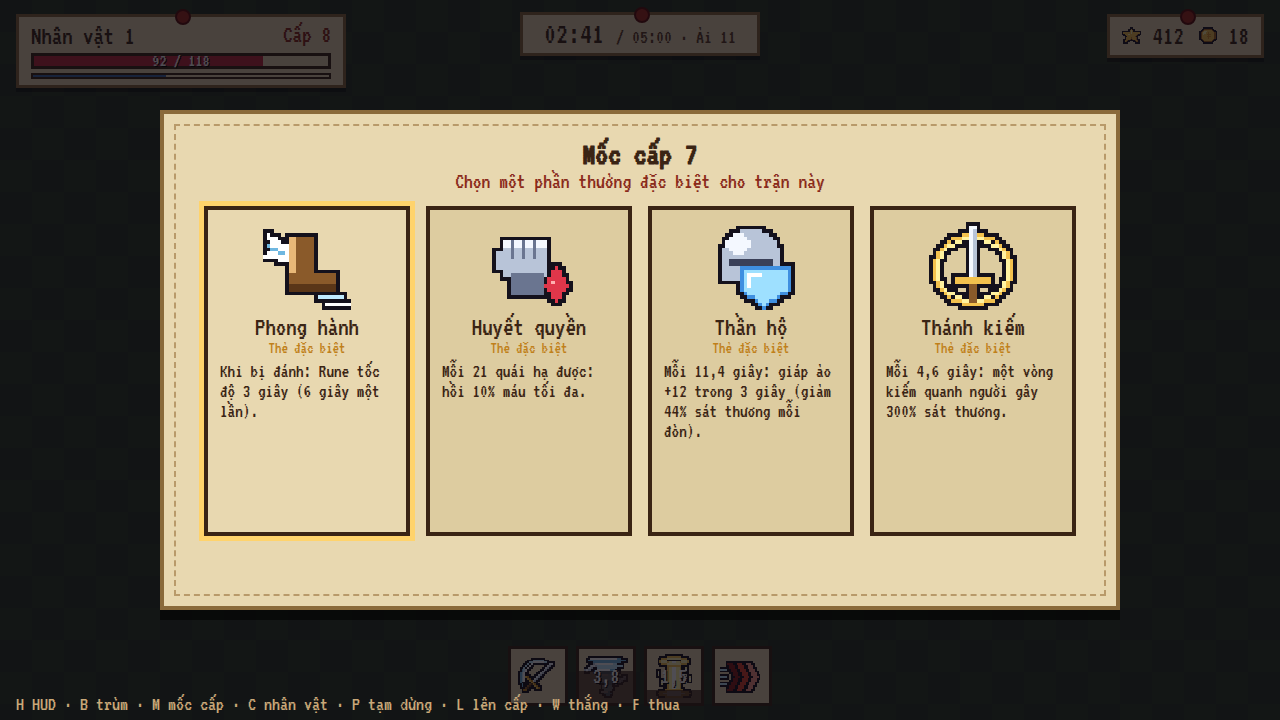 Nhân vật 1
Cấp 8
92 / 118
02:41 / 05:00 · Ải 11
412 18
Mốc cấp 7
Chọn một phần thưởng đặc biệt cho trận này
Phong hành
Thẻ đặc biệt
Khi bị đánh: Rune tốc
độ 3 giây (6 giây một
lần).
Huyết quyền
Thẻ đặc biệt
Mỗi 21 quái hạ được:
hồi 10% máu tối đa.
Thần hộ
Thẻ đặc biệt
Mỗi 11,4 giây: giáp ảo
+12 trong 3 giây (giảm
44% sát thương mỗi
đòn).
Thánh kiếm
Thẻ đặc biệt
Mỗi 4,6 giây: một vòng
kiếm quanh người gây
300% sát thương.
3,8
H HUD · B trùm · M mốc cấp · C nhân vật · P tạm dừng · L lên cấp · W thắng · F thua